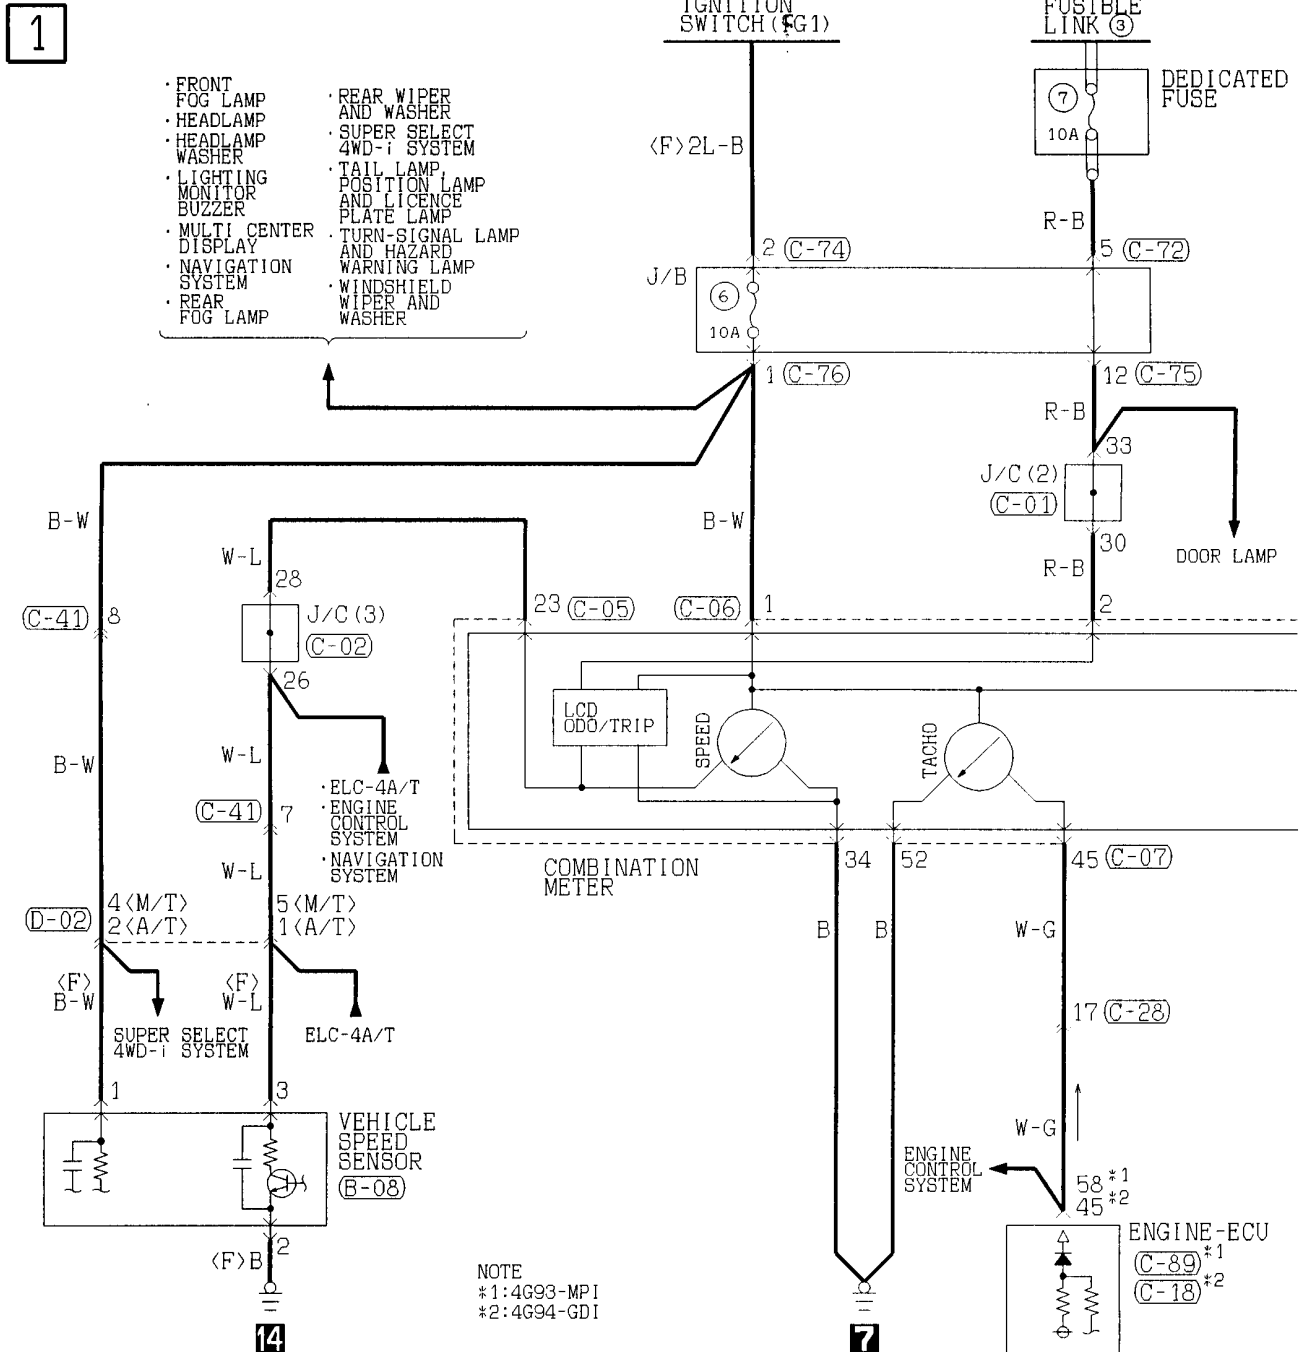 1
IGNITION
SWITCH(IG1)
FUSIBLE
LINK ③
⑦
10A
DEDICATED
FUSE
· FRONT
FOG LAMP
· HEADLAMP
· HEADLAMP
WASHER
· LIGHTING
MONITOR
BUZZER
· MULTI CENTER
DISPLAY
· NAVIGATION
SYSTEM
· REAR
FOG LAMP
· REAR WIPER
AND WASHER
· SUPER SELECT
4WD-i SYSTEM
· TAIL LAMP,
POSITION LAMP
AND LICENCE
PLATE LAMP
· TURN-SIGNAL LAMP
AND HAZARD
WARNING LAMP
· WINDSHIELD
WIPER AND
WASHER
<F>2L-B
R-B
2 (C-74)
5 (C-72)
J/B
⑥
10A
1 (C-76)
12 (C-75)
R-B
33
J/C(2)
(C-01)
30
R-B
DOOR LAMP
B-W
B-W
W-L
28
J/C(3)
(C-02)
26
(C-41) 8
23 (C-05)
(C-06) 1
2
LCD
ODO/TRIP
SPEED
TACHO
B-W
W-L
(C-41) 7
W-L
· ELC-4A/T
· ENGINE
CONTROL
SYSTEM
· NAVIGATION
SYSTEM
COMBINATION
METER
34
52
45 (C-07)
(D-02)
4<M/T>
2<A/T>
5<M/T>
1<A/T>
B
B
W-G
<F>
B-W
<F>
W-L
SUPER SELECT
4WD-i SYSTEM
ELC-4A/T
17 (C-28)
1
3
VEHICLE
SPEED
SENSOR
(B-08)
W-G
ENGINE
CONTROL
SYSTEM
58 *1
45 *2
ENGINE-ECU
(C-89) *1
(C-18) *2
<F>B
2
14
NOTE
*1:4G93-MPI
*2:4G94-GDI
7